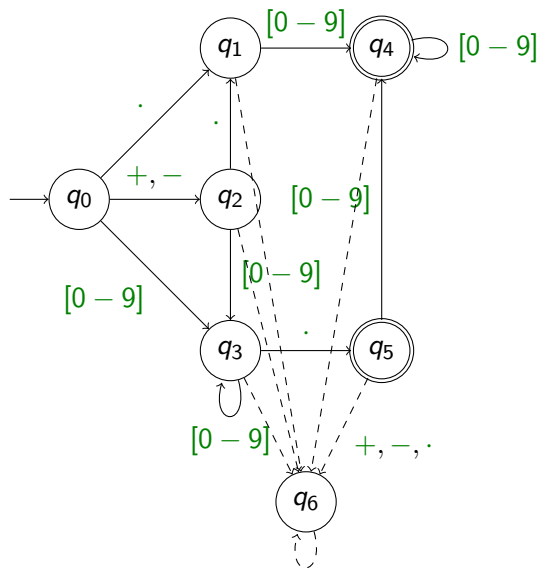 [0 − 9]
q1
q4
[0 − 9]
·
·
+, −
q0
q2
[0 − 9]
[0 − 9]
[0 − 9]
q3
·
q5
[0 − 9]
+, −, ·
q6